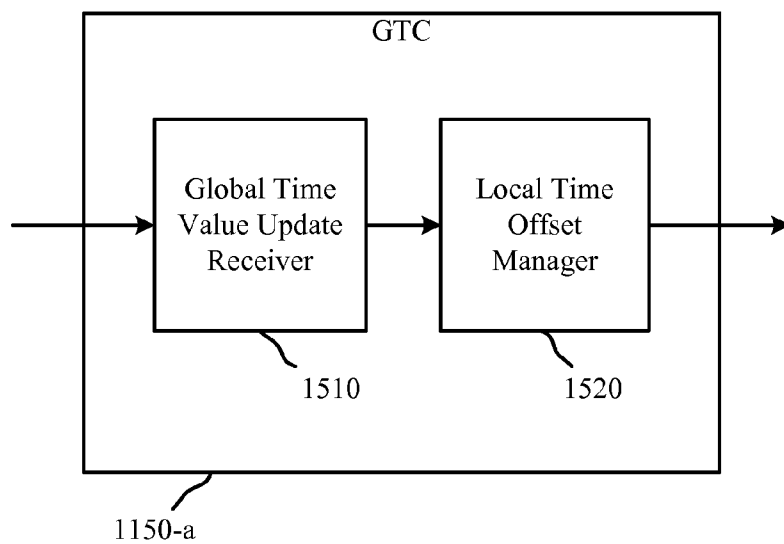 GTC
Global Time
Value Update
Receiver
Local Time
Offset
Manager
1510
1520
1150-a